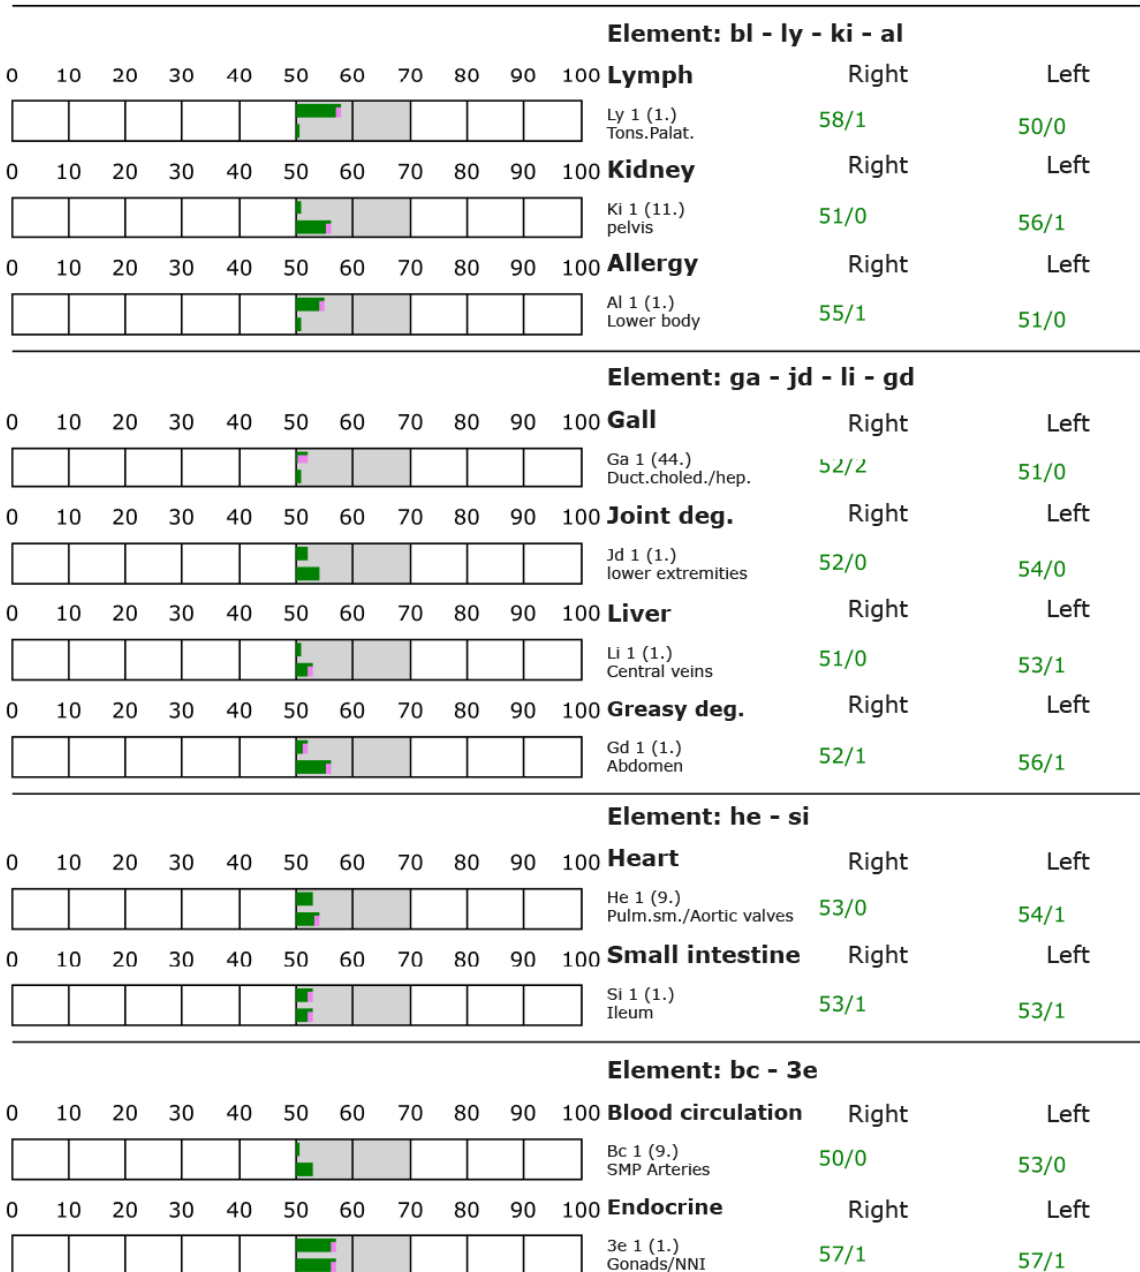 Element: bl - ly - ki - al
0 10 20 30 40 50 60 70 80 90 100 Lymph Right Left
Ly 1 (1.) 58/1 50/0
Tons.Palat.
0 10 20 30 40 50 60 70 80 90 100 Kidney Right Left
Ki 1 (11.) 51/0 56/1
pelvis
0 10 20 30 40 50 60 70 80 90 100 Allergy Right Left
Al 1 (1.) 55/1 51/0
Lower body
Element: ga - jd - li - gd
0 10 20 30 40 50 60 70 80 90 100 Gall Right Left
Ga 1 (44.) 52/2 51/0
Duct.choled./hep.
0 10 20 30 40 50 60 70 80 90 100 Joint deg. Right Left
Jd 1 (1.) 52/0 54/0
lower extremities
0 10 20 30 40 50 60 70 80 90 100 Liver Right Left
Li 1 (1.) 51/0 53/1
Central veins
0 10 20 30 40 50 60 70 80 90 100 Greasy deg. Right Left
Gd 1 (1.) 52/1 56/1
Abdomen
Element: he - si
0 10 20 30 40 50 60 70 80 90 100 Heart Right Left
He 1 (9.) 53/0 54/1
Pulm.sm./Aortic valves
0 10 20 30 40 50 60 70 80 90 100 Small intestine Right Left
Si 1 (1.) 53/1 53/1
Ileum
Element: bc - 3e
0 10 20 30 40 50 60 70 80 90 100 Blood circulation Right Left
Bc 1 (9.) 50/0 53/0
SMP Arteries
0 10 20 30 40 50 60 70 80 90 100 Endocrine Right Left
3e 1 (1.) 57/1 57/1
Gonads/NNI